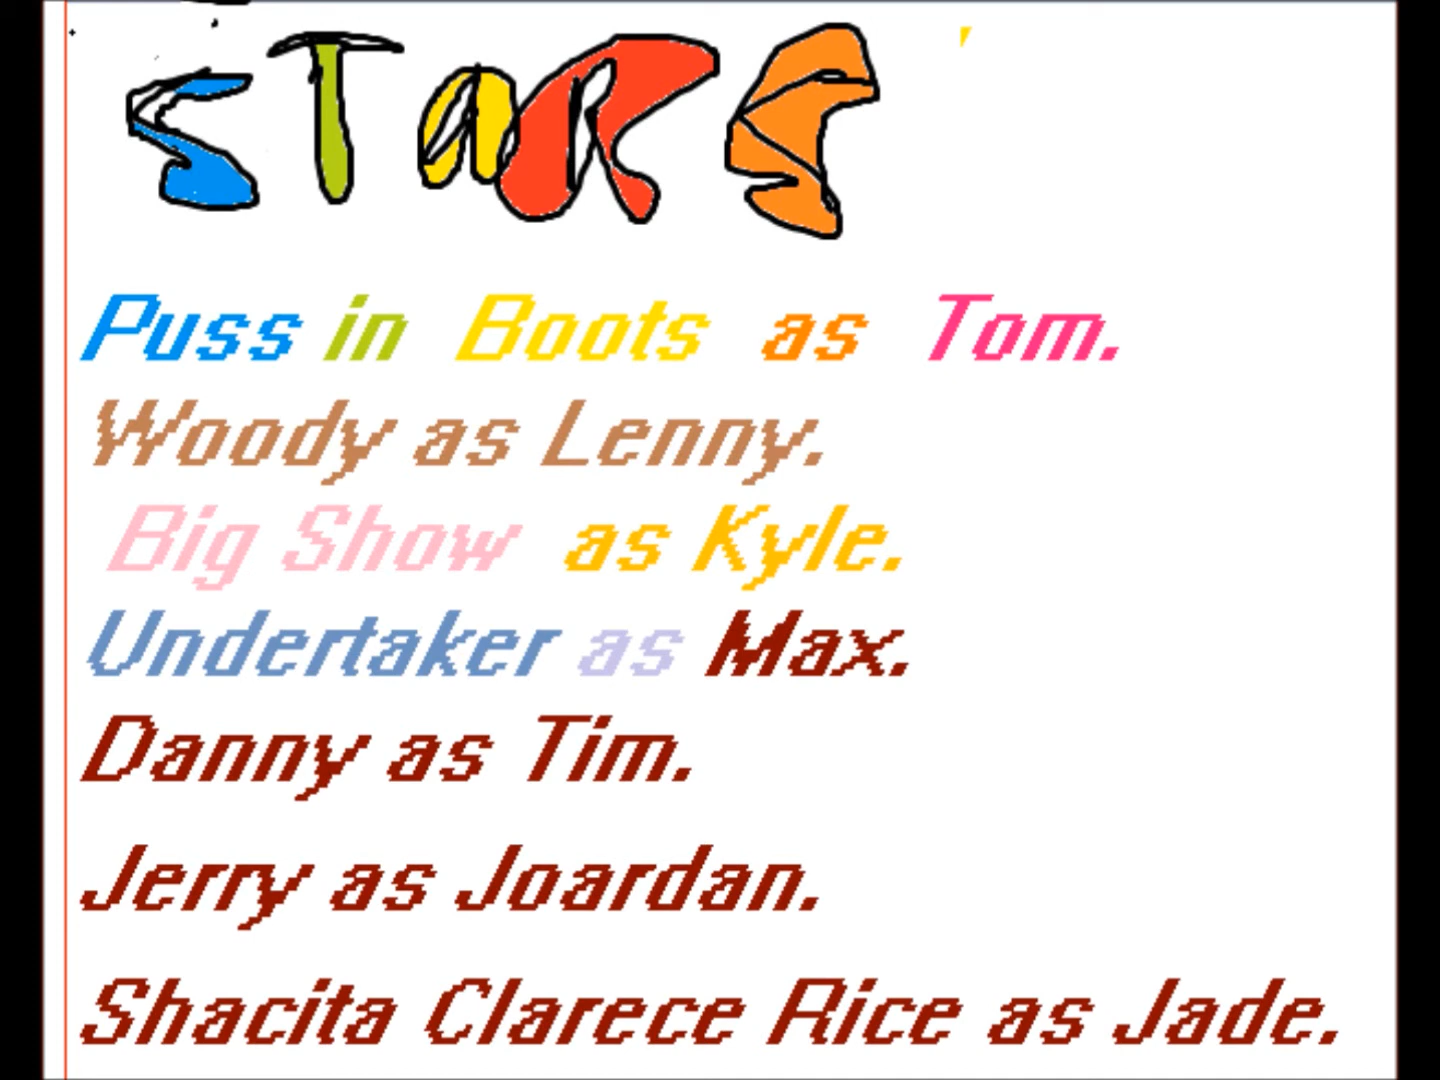 STaRS
Puss in Boots as Tom.
Woody as Lenny.
Big Show as Kyle.
Undertaker as Max.
Danny as Tim.
Jerry as Joardan.
Shacita Clarece Rice as Jade.